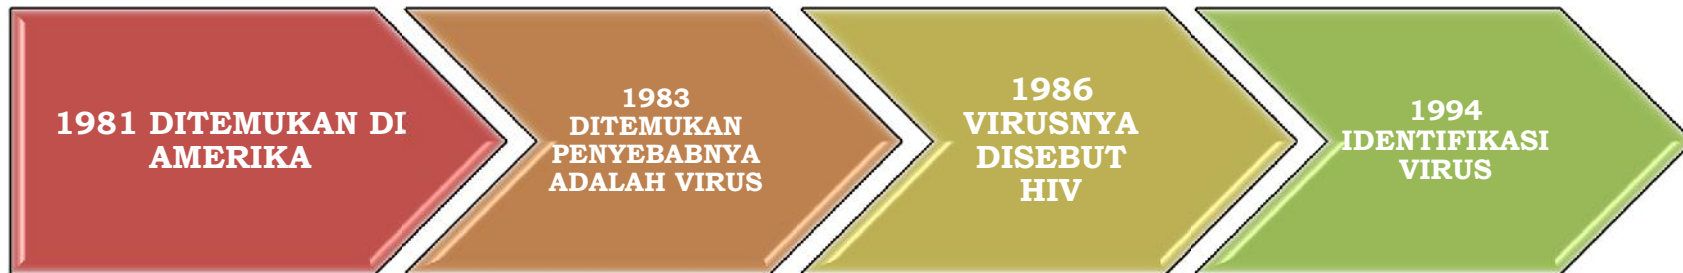 1981 DITEMUKAN DI
AMERIKA
1983
DITEMUKAN
PENYEBABNYA
ADALAH VIRUS
1986
VIRUSNYA
DISEBUT
HIV
1994
IDENTIFIKASI
VIRUS